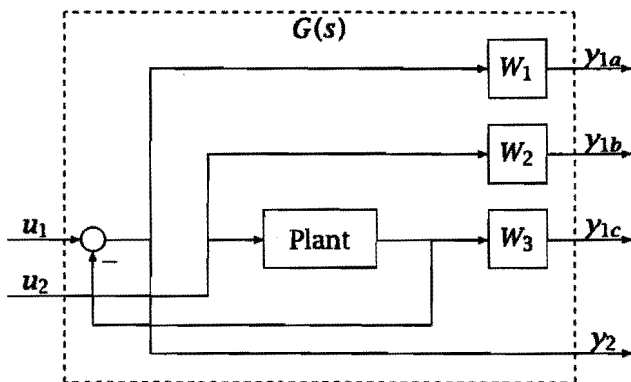 G(s)
W₁ y₁ₐ
W₂ y₁b
u₁ Plant W₃ y₁c
−
u₂
y₂